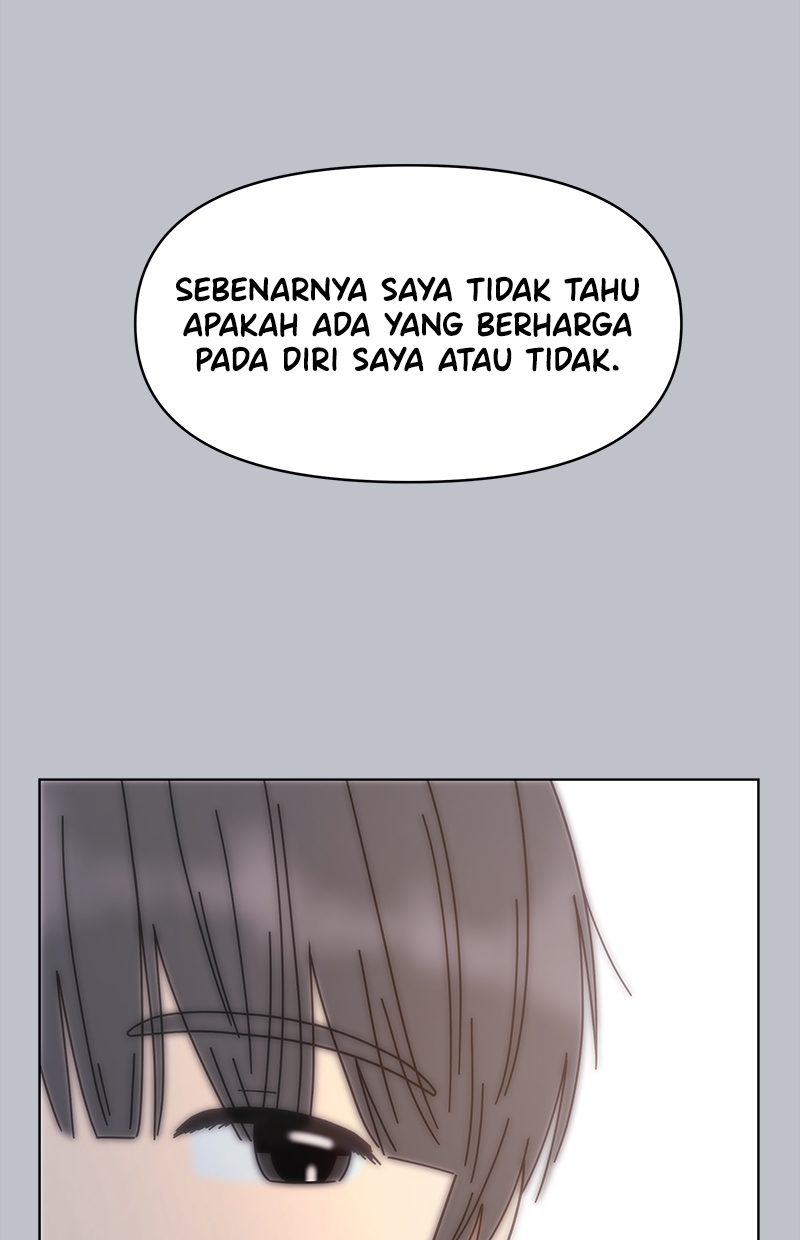 SEBENARNYA SAYA TIDAK TAHU
APAKAH ADA YANG BERHARGA
PADA DIRI SAYA ATAU TIDAK.